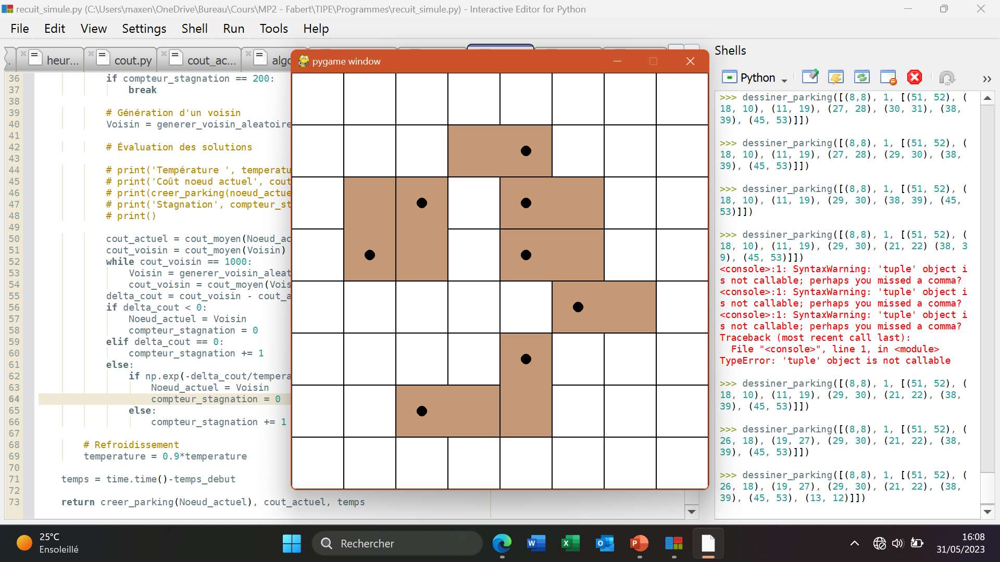 recuit_simule.py (C:\Users\maxen\OneDrive\Bureau\Cours\MP2 - Fabert\TIPE\Programmes\recuit_simule.py) - Interactive Editor for Python
File Edit View Settings Shell Run Tools Help
heur... cout.py cout_ac... algo
36 if compteur_stagnation == 200:
37 break
38
39 # Génération d'un voisin
40 Voisin = generer_voisin_aleatoire
41
42 # Évaluation des solutions
43
44 # print('Température ', temperatu
45 # print('Coût noeud actuel', cout
46 # print(creer_parking(noeud_actue
47 # print('Stagnation', compteur_st
48 # print()
49
50 cout_actuel = cout_moyen(Noeud_ac
51 cout_voisin = cout_moyen(Voisin)
52 while cout_voisin == 1000:
53 Voisin = generer_voisin_aleat
54 cout_voisin = cout_moyen(Vois
55 delta_cout = cout_voisin - cout_a
56 if delta_cout < 0:
57 Noeud_actuel = Voisin
58 compteur_stagnation = 0
59 elif delta_cout == 0:
60 compteur_stagnation += 1
61 else:
62 if np.exp(-delta_cout/tempera
63 Noeud_actuel = Voisin
64 compteur_stagnation = 0
65 else:
66 compteur_stagnation += 1
67
68 # Refroidissement
69 temperature = 0.9*temperature
70
71 temps = time.time()-temps_debut
72
73 return creer_parking(Noeud_actuel), cout_actuel, temps
pygame window
Shells
Python
>>> dessiner_parking([(8,8), 1, [(51, 52), (
18, 10), (11, 19), (27, 28), (30, 31), (38,
39), (45, 53)]])
>>> dessiner_parking([(8,8), 1, [(51, 52), (
18, 10), (11, 19), (27, 28), (29, 30), (38,
39), (45, 53)]])
>>> dessiner_parking([(8,8), 1, [(51, 52), (
18, 10), (11, 19), (29, 30), (38, 39), (45,
53)]])
>>> dessiner_parking([(8,8), 1, [(51, 52), (
18, 10), (11, 19), (29, 30), (21, 22) (38, 3
9), (45, 53)]])
<console>:1: SyntaxWarning: 'tuple' object i
s not callable; perhaps you missed a comma?
<console>:1: SyntaxWarning: 'tuple' object i
s not callable; perhaps you missed a comma?
<console>:1: SyntaxWarning: 'tuple' object i
s not callable; perhaps you missed a comma?
Traceback (most recent call last):
File "<console>", line 1, in <module>
TypeError: 'tuple' object is not callable
>>> dessiner_parking([(8,8), 1, [(51, 52), (
18, 10), (11, 19), (29, 30), (21, 22), (38,
39), (45, 53)]])
>>> dessiner_parking([(8,8), 1, [(51, 52), (
26, 18), (19, 27), (29, 30), (21, 22), (38,
39), (45, 53)]])
>>> dessiner_parking([(8,8), 1, [(51, 52), (
26, 18), (19, 27), (29, 30), (21, 22), (38,
39), (45, 53), (13, 12)]])
25°C
Ensoleillé
Rechercher
16:08
31/05/2023